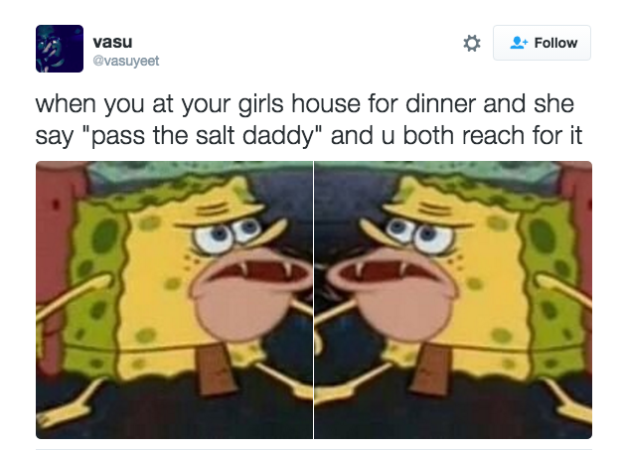 vasu
@vasuyeet
Follow
when you at your girls house for dinner and she
say "pass the salt daddy" and u both reach for it